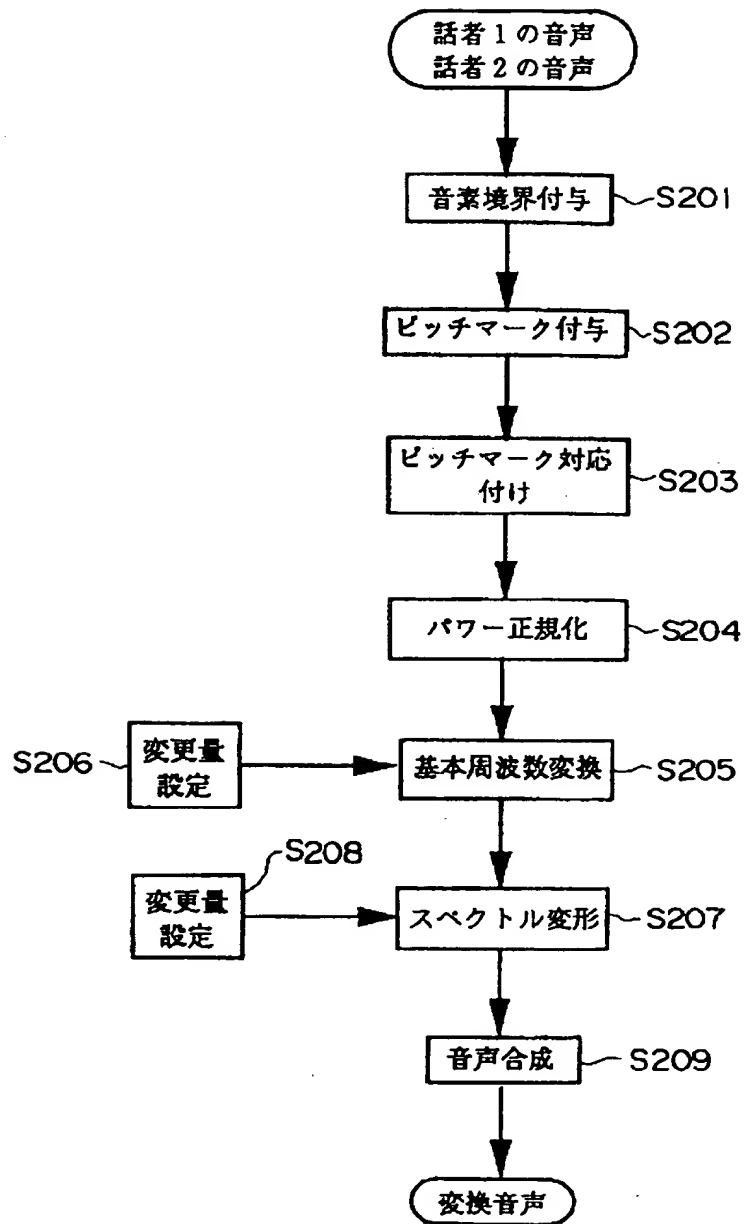 話者1の音声
話者2の音声
音素境界付与
S201
ピッチマーク付与
S202
ピッチマーク対応
付け
S203
パワー正規化
S204
S206
変更量
設定
基本周波数変換
S205
S208
変更量
設定
スペクトル変形
S207
音声合成
S209
変換音声